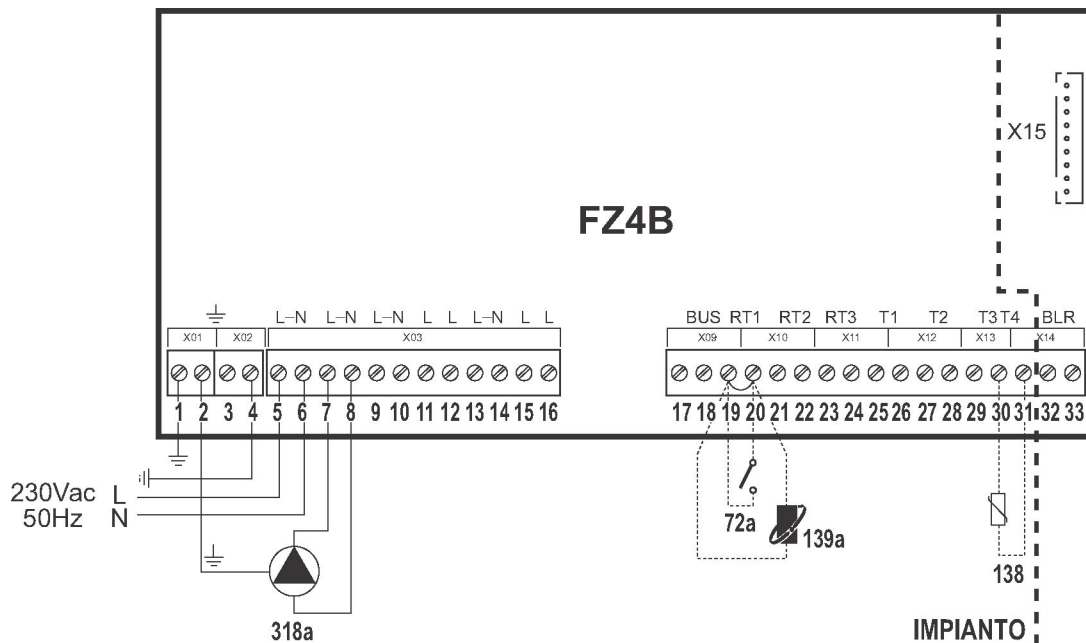 X15
FZ4B
L–N L–N L–N L L L–N L L
BUS RT1 RT2 RT3 T1 T2 T3 T4 BLR
X01 X02 X03 X09 X10 X11 X12 X13 X14
1 2 3 4 5 6 7 8 9 10 11 12 13 14 15 16 17 18 19 20 21 22 23 24 25 26 27 28 29 30 31 32 33
230Vac L
50Hz N
72a
139a
138
318a
IMPIANTO